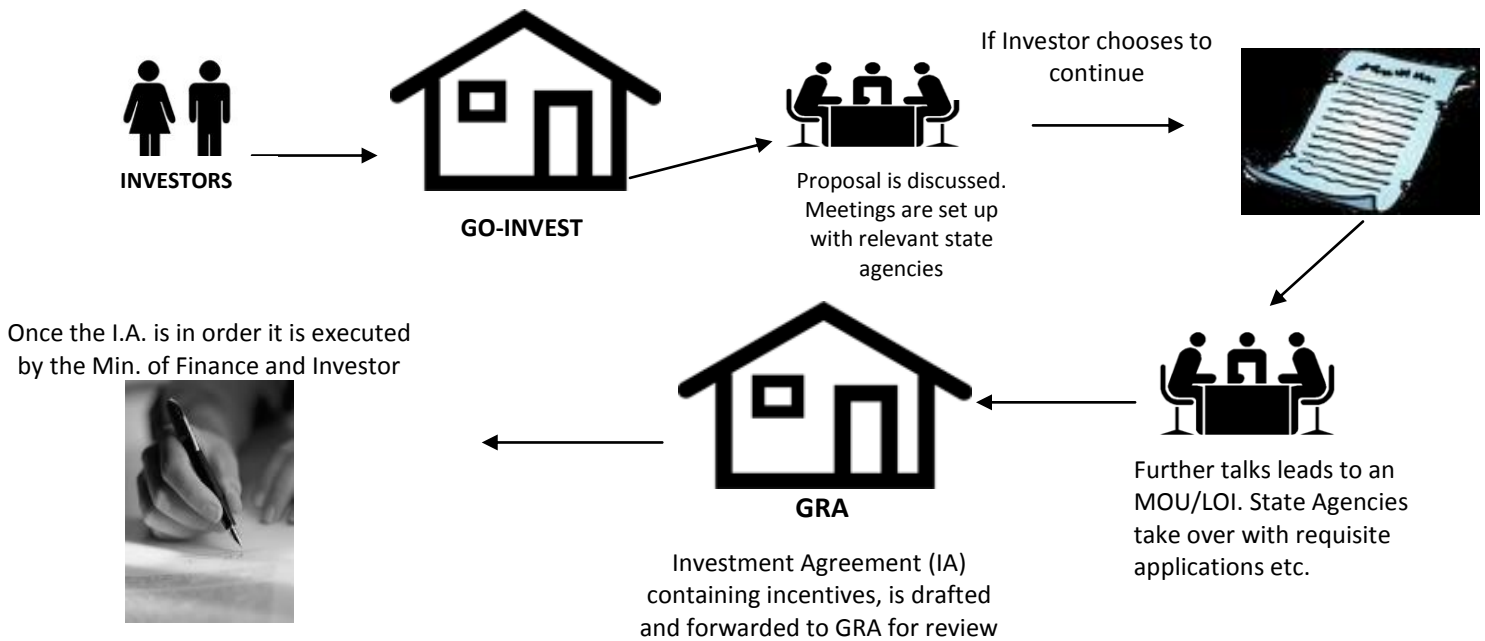 INVESTORS
GO-INVEST
Proposal is discussed.
Meetings are set up
with relevant state
agencies
If Investor chooses to
continue
Further talks leads to an
MOU/LOI. State Agencies
take over with requisite
applications etc.
GRA
Investment Agreement (IA)
containing incentives, is drafted
and forwarded to GRA for review
Once the I.A. is in order it is executed
by the Min. of Finance and Investor